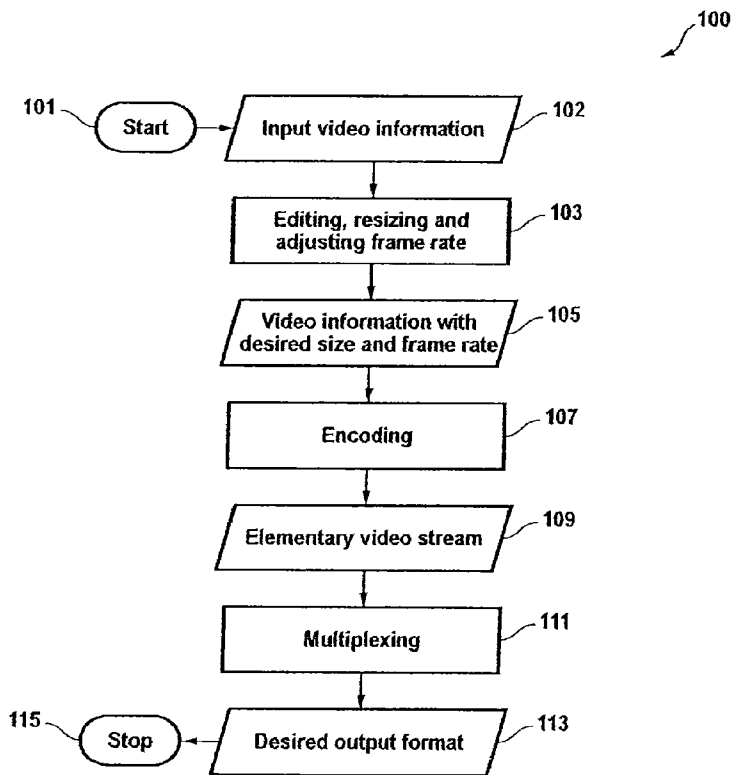 100
101
Start
Input video information
102
Editing, resizing and
adjusting frame rate
103
Video information with
desired size and frame rate
105
Encoding
107
Elementary video stream
109
Multiplexing
111
115
Stop
Desired output format
113